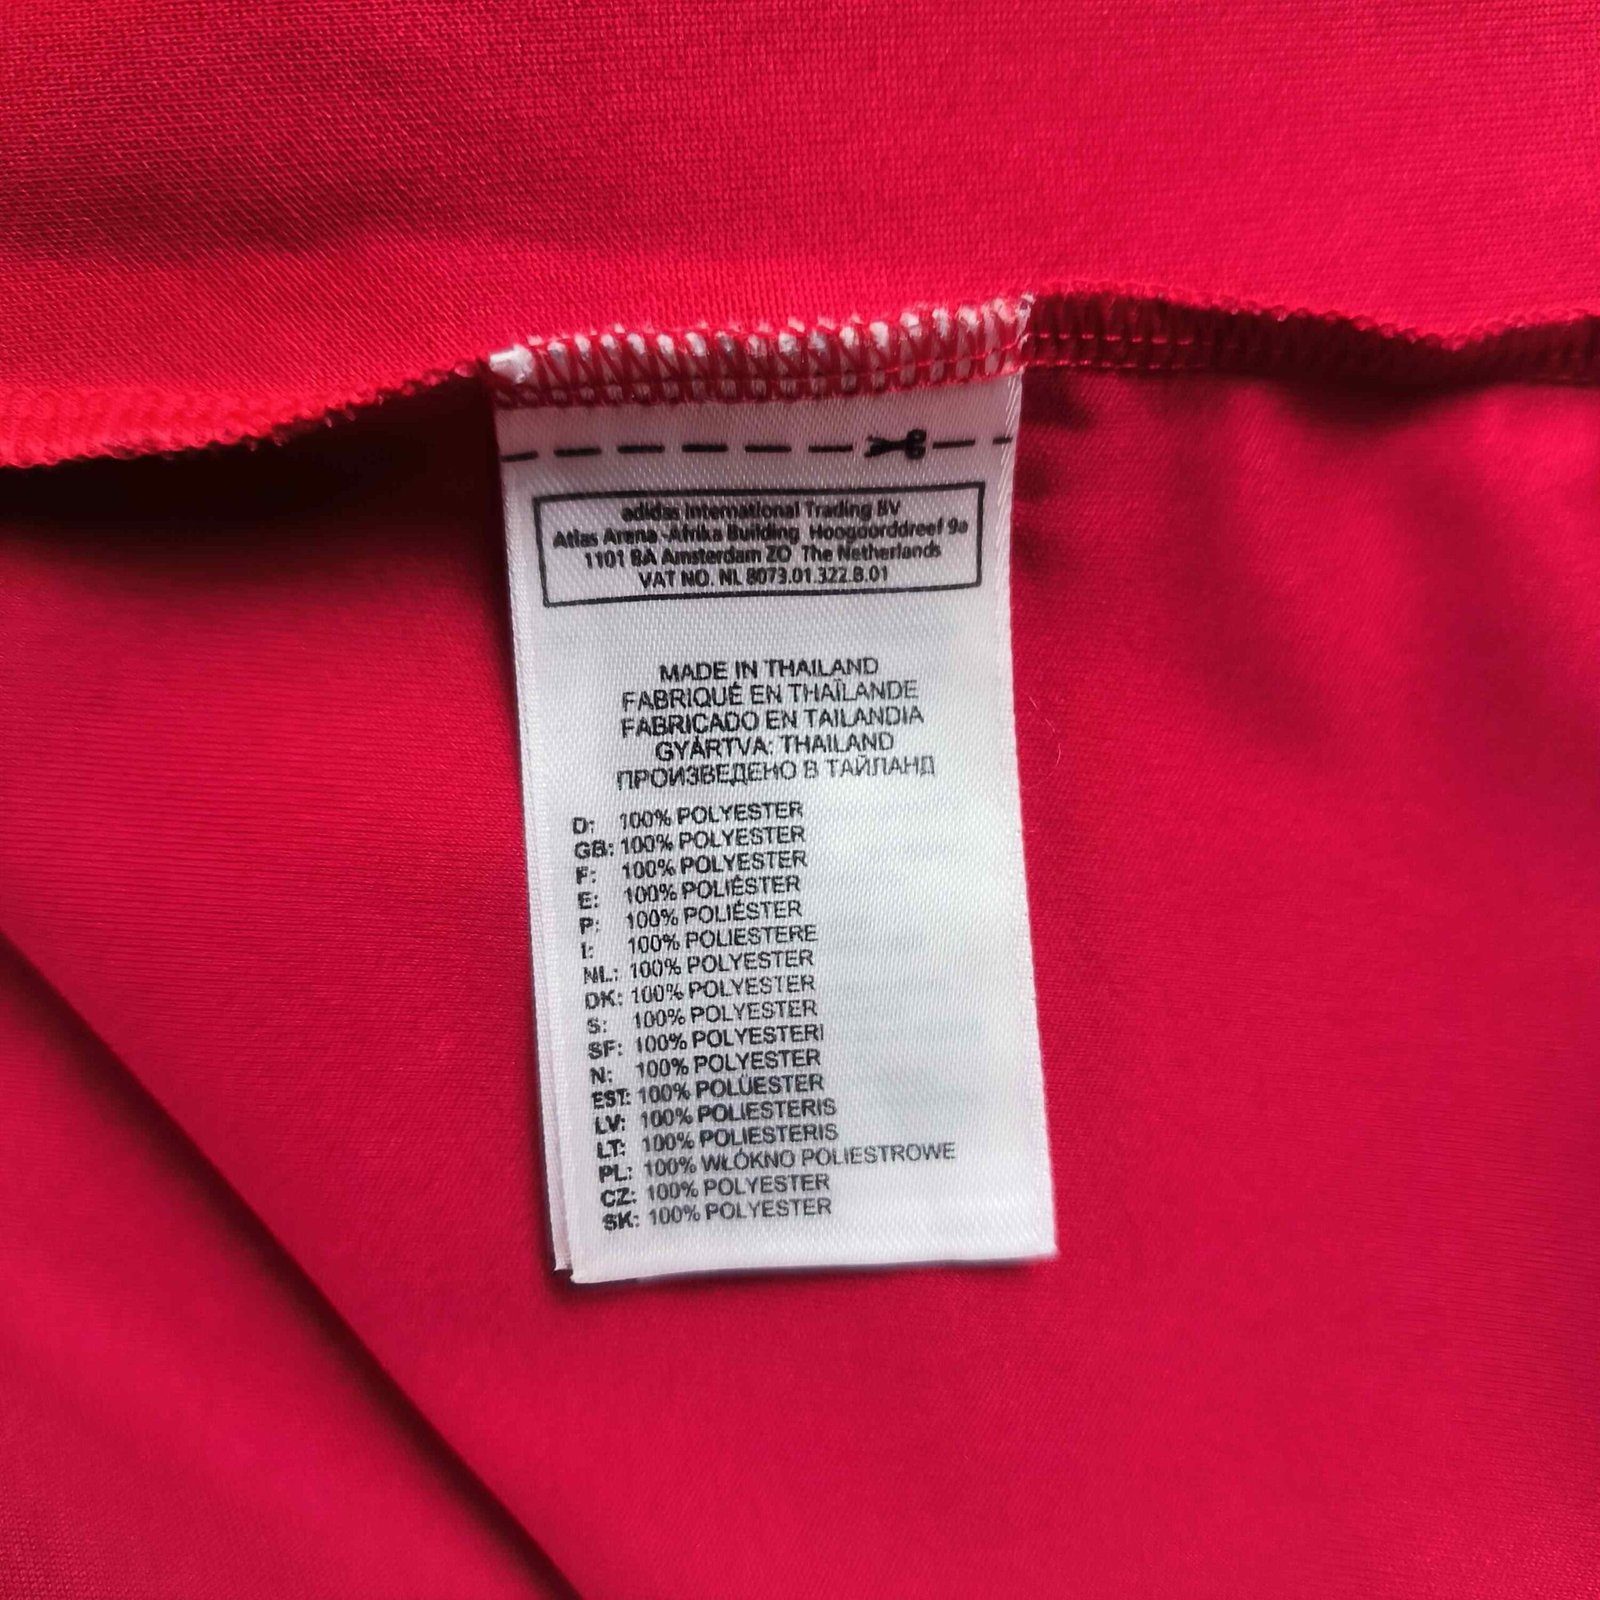 adidas International Trading BV
Atlas Arena -Afrika Building Hoogoorddreef 9a
1101 BA Amsterdam ZO The Netherlands
VAT NO. NL 8073.01.322.B.01
MADE IN THAILAND
FABRIQUÉ EN THAÏLANDE
FABRICADO EN TAILANDIA
GYÁRTVA: THAILAND
ПРОИЗВЕДЕНО В ТАЙЛАНД
D: 100% POLYESTER
GB: 100% POLYESTER
F: 100% POLYESTER
E: 100% POLIÉSTER
P: 100% POLIÉSTER
I: 100% POLIESTERE
NL: 100% POLYESTER
DK: 100% POLYESTER
S: 100% POLYESTER
SF: 100% POLYESTERI
N: 100% POLYESTER
EST: 100% POLÜESTER
LV: 100% POLIESTERIS
LT: 100% POLIESTERIS
PL: 100% WŁÓKNO POLIESTROWE
CZ: 100% POLYESTER
SK: 100% POLYESTER